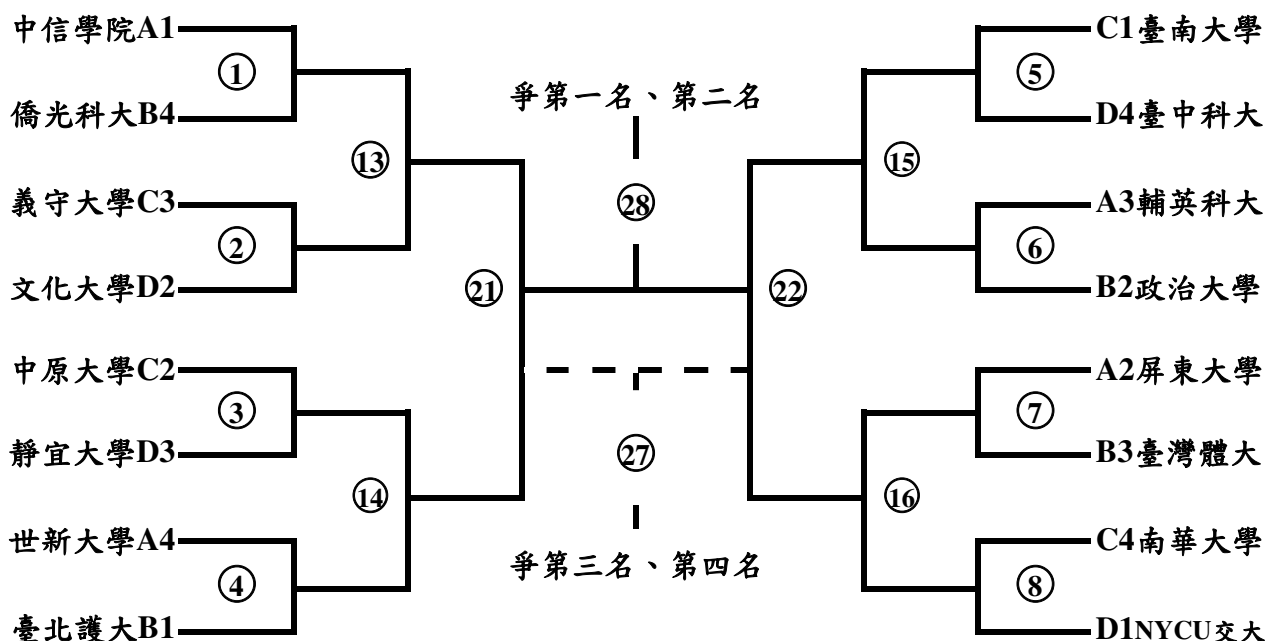 中信學院A1
①
僑光科大B4
⑬
義守大學C3
②
文化大學D2
㉑
中原大學C2
③
靜宜大學D3
⑭
世新大學A4
④
臺北護大B1
爭第一名、第二名
㉘
㉗
爭第三名、第四名
C1臺南大學
⑤
D4臺中科大
⑮
A3輔英科大
⑥
B2政治大學
㉒
A2屏東大學
⑦
B3臺灣體大
⑯
C4南華大學
⑧
D1NYCU交大